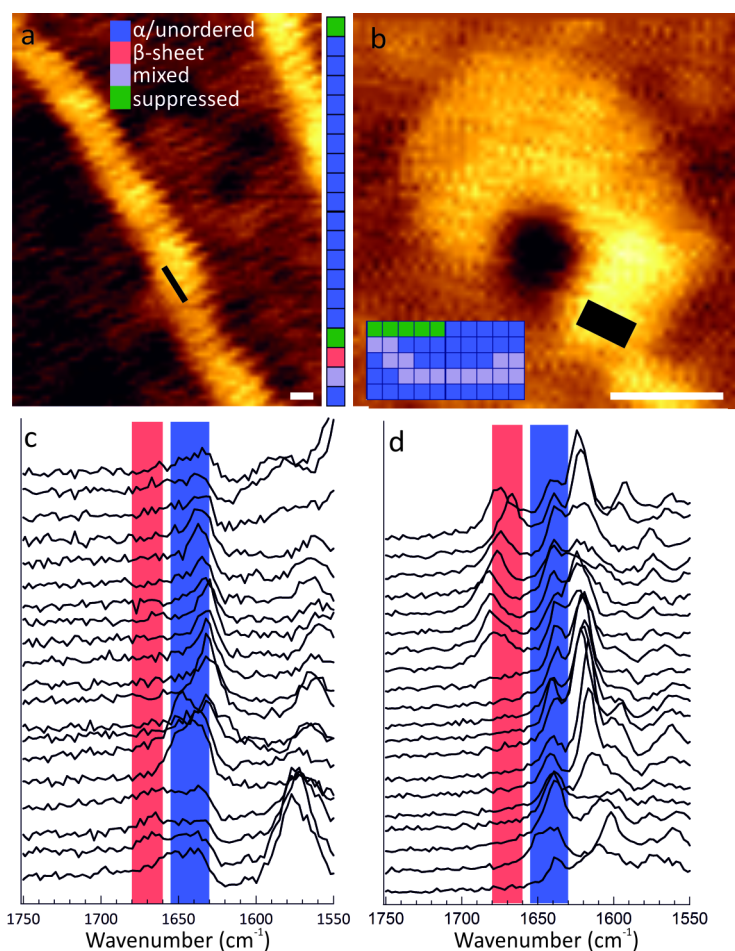 a
α/unordered
β-sheet
mixed
suppressed
b
c
d
1750 1700 1650 1600 1550
Wavenumber (cm⁻¹)
1750 1700 1650 1600 1550
Wavenumber (cm⁻¹)